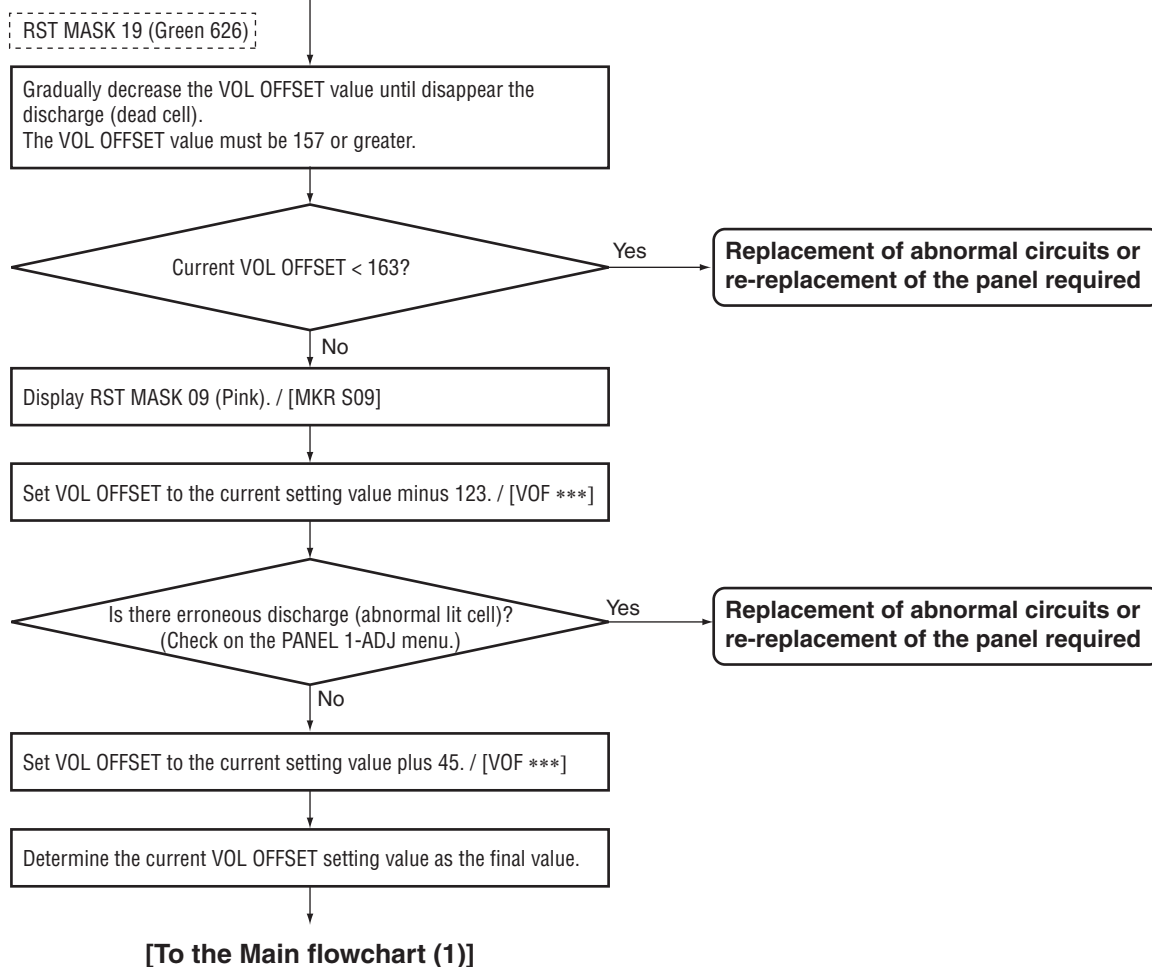 RST MASK 19 (Green 626)
Gradually decrease the VOL OFFSET value until disappear the
discharge (dead cell).
The VOL OFFSET value must be 157 or greater.
Current VOL OFFSET < 163?
Yes
Replacement of abnormal circuits or
re-replacement of the panel required
No
Display RST MASK 09 (Pink). / [MKR S09]
Set VOL OFFSET to the current setting value minus 123. / [VOF ***]
Is there erroneous discharge (abnormal lit cell)?
(Check on the PANEL 1-ADJ menu.)
Yes
Replacement of abnormal circuits or
re-replacement of the panel required
No
Set VOL OFFSET to the current setting value plus 45. / [VOF ***]
Determine the current VOL OFFSET setting value as the final value.
[To the Main flowchart (1)]